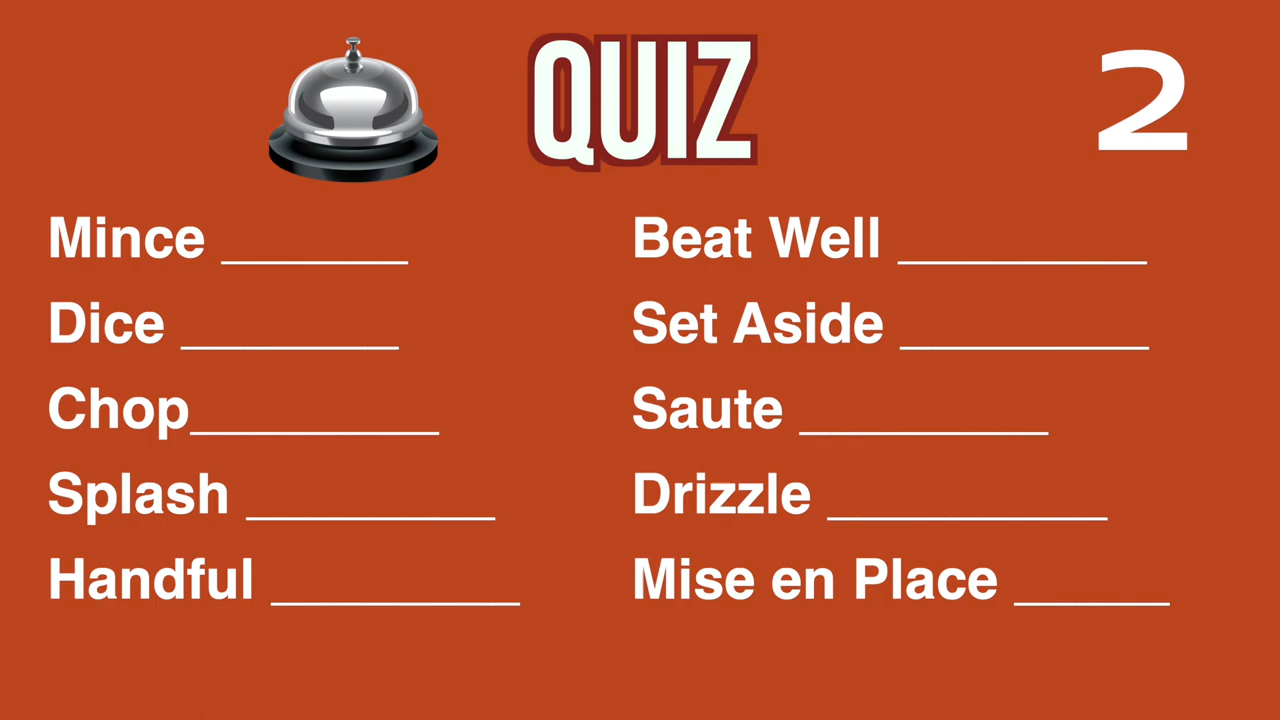 QUIZ
2
Mince _______
Dice ________
Chop_________
Splash _________
Handful _________
Beat Well _________
Set Aside _________
Saute _________
Drizzle __________
Mise en Place _____